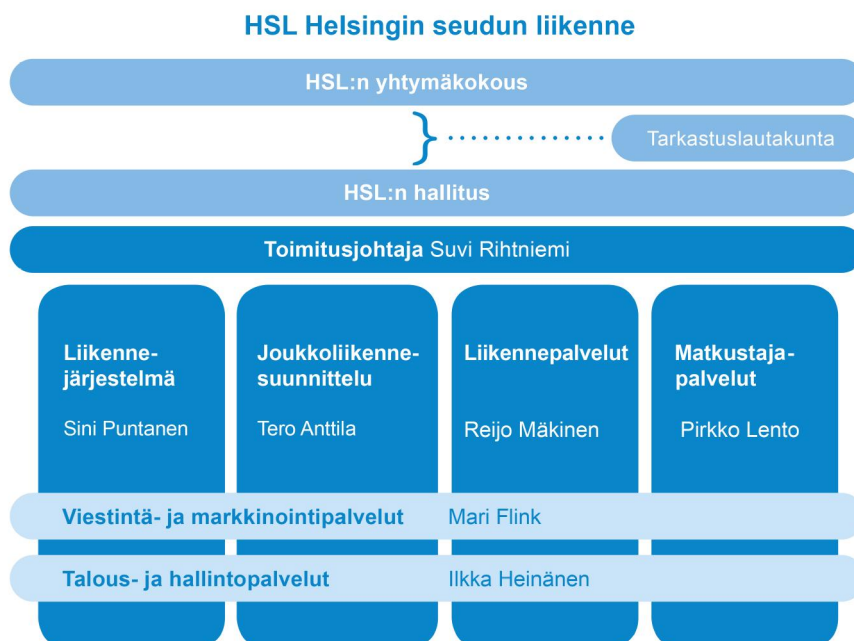 HSL Helsingin seudun liikenne
HSL:n yhtymäkokous
Tarkastuslautakunta
HSL:n hallitus
Toimitusjohtaja Suvi Rihtniemi
Liikenne-
järjestelmä
Sini Puntanen
Joukkoliikenne-
suunnittelu
Tero Anttila
Liikennepalvelut
Reijo Mäkinen
Matkustaja-
palvelut
Pirkko Lento
Viestintä- ja markkinointipalvelut Mari Flink
Talous- ja hallintopalvelut Ilkka Heinänen